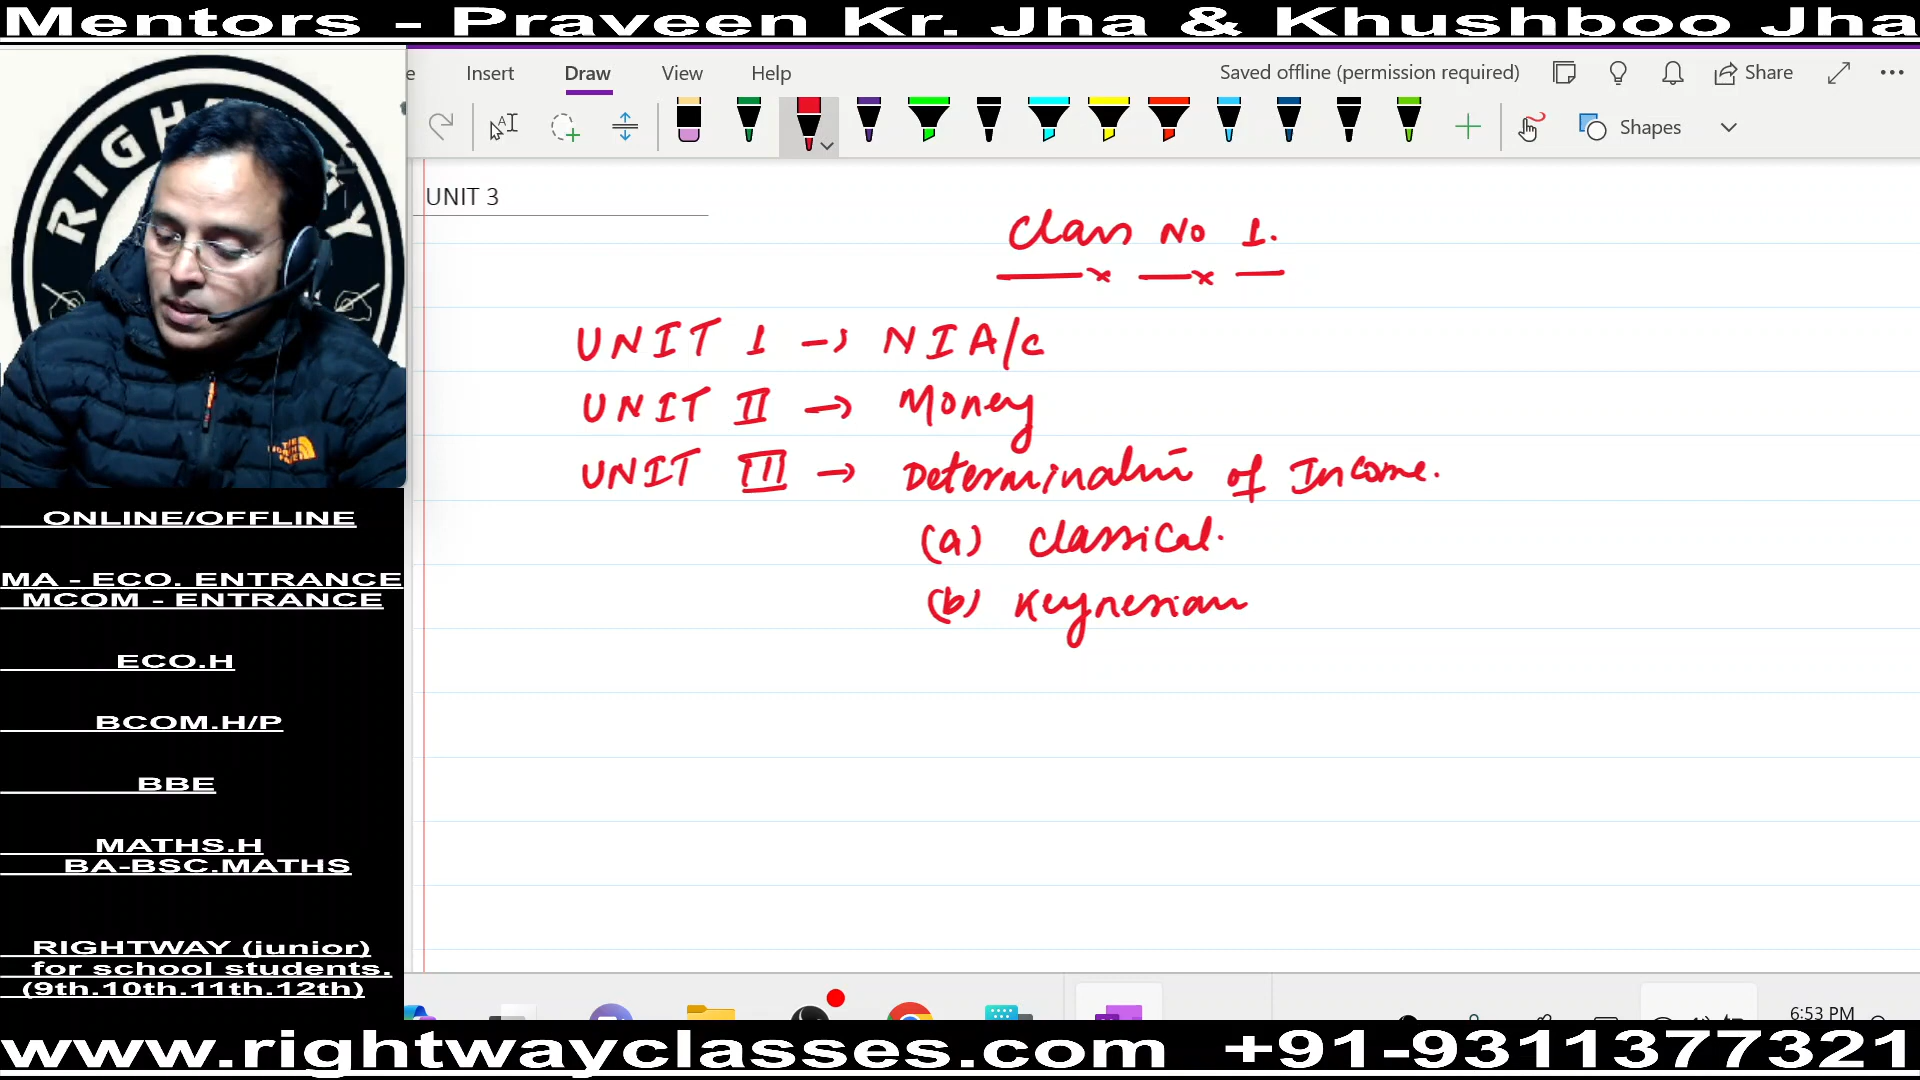 Mentors - Praveen Kr. Jha & Khushboo Jha
Insert Draw View Help Saved offline (permission required) Share
Shapes
UNIT 3
Class No 1.
UNIT 1 → NIA/c
UNIT II → Money
UNIT III → Determination of Income.
(a) Classical.
(b) Keynesian
ONLINE/OFFLINE
MA - ECO. ENTRANCE
MCOM - ENTRANCE
ECO.H
BCOM.H/P
BBE
MATHS.H
BA-BSC.MATHS
RIGHTWAY (junior)
for school students.
(9th.10th.11th.12th)
6:53 PM
www.rightwayclasses.com +91-9311377321